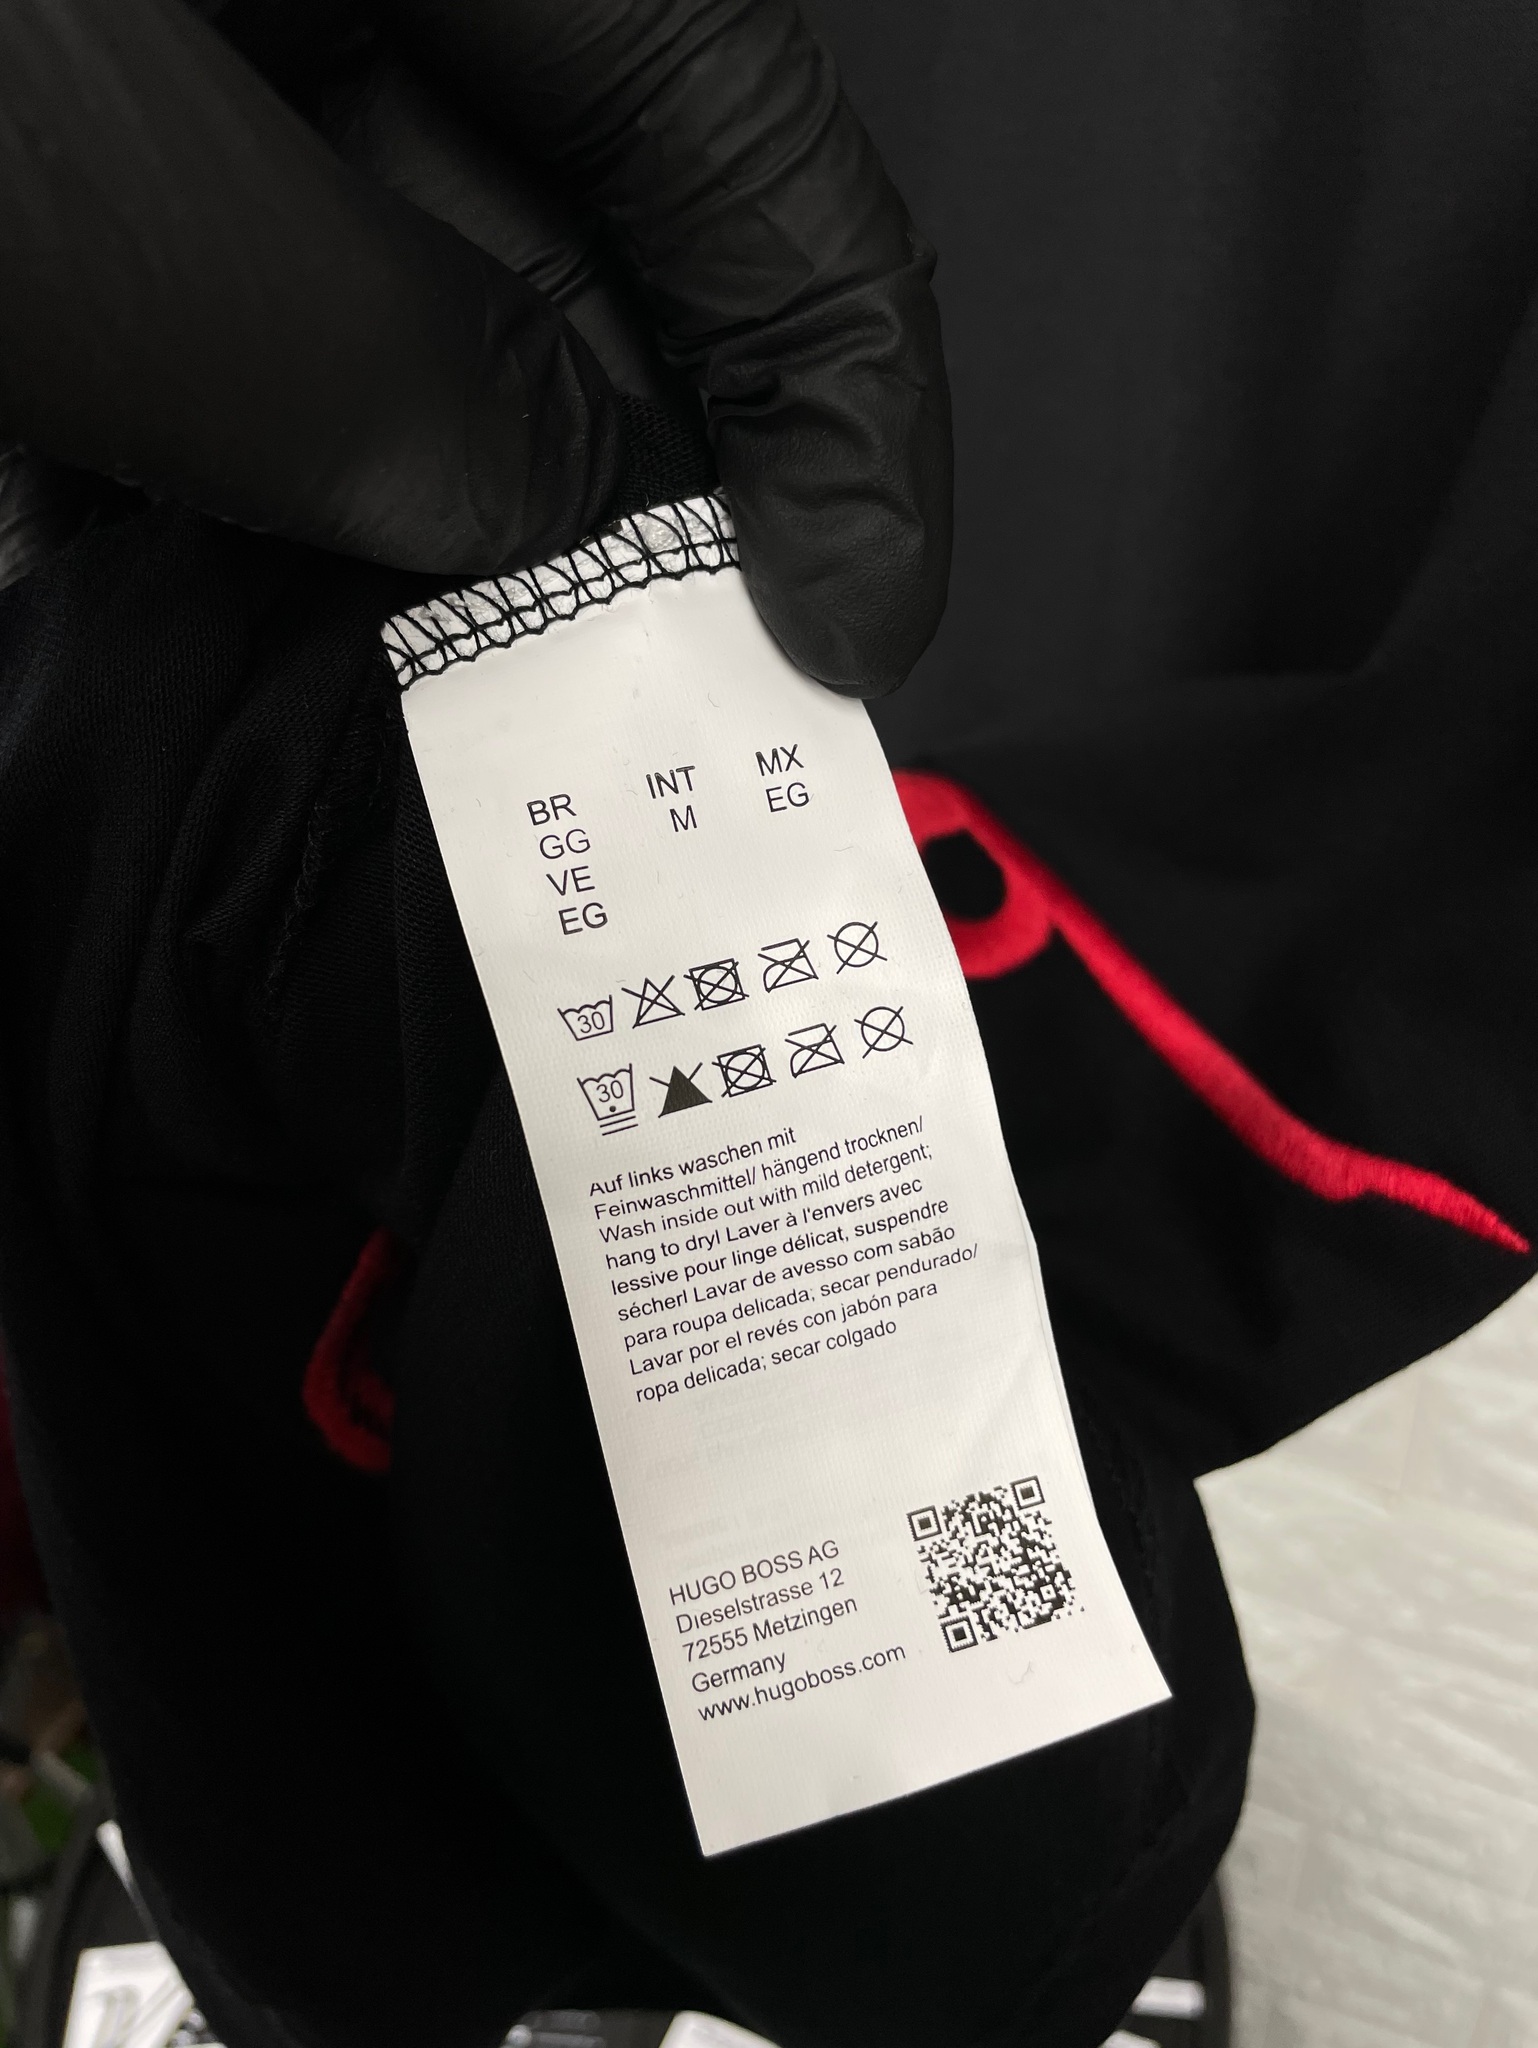 BR INT MX
GG M EG
VE
EG
30
30
Auf links waschen mit
Feinwaschmittel/ hängend trocknen/
Wash inside out with mild detergent;
hang to dryl Laver à l'envers avec
lessive pour linge délicat, suspendre
sécherl Lavar de avesso com sabão
para roupa delicada; secar pendurado/
Lavar por el revés con jabón para
ropa delicada; secar colgado
HUGO BOSS AG
Dıeselstrasse 12
72555 Metzingen
Germany
www.hugoboss.com